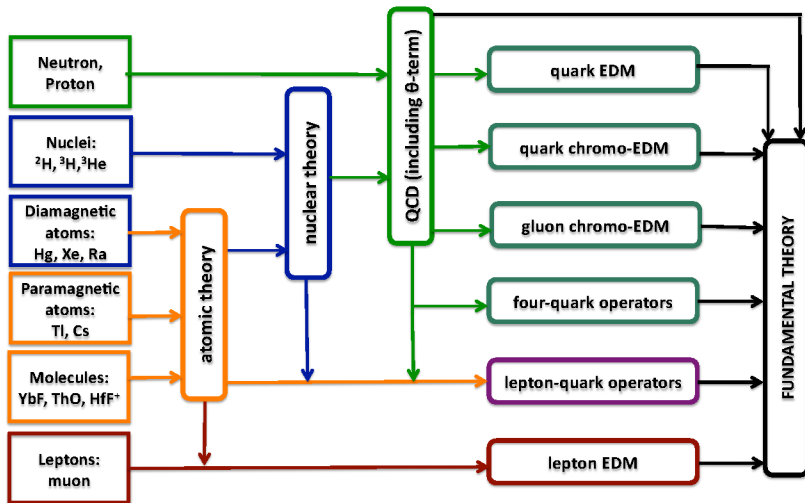 Neutron,
Proton
Nuclei:
²H, ³H,³He
Diamagnetic
atoms:
Hg, Xe, Ra
Paramagnetic
atoms:
Tl, Cs
Molecules:
YbF, ThO, HfF⁺
Leptons:
muon
atomic theory
nuclear theory
QCD (including θ-term)
quark EDM
quark chromo-EDM
gluon chromo-EDM
four-quark operators
lepton-quark operators
lepton EDM
FUNDAMENTAL THEORY